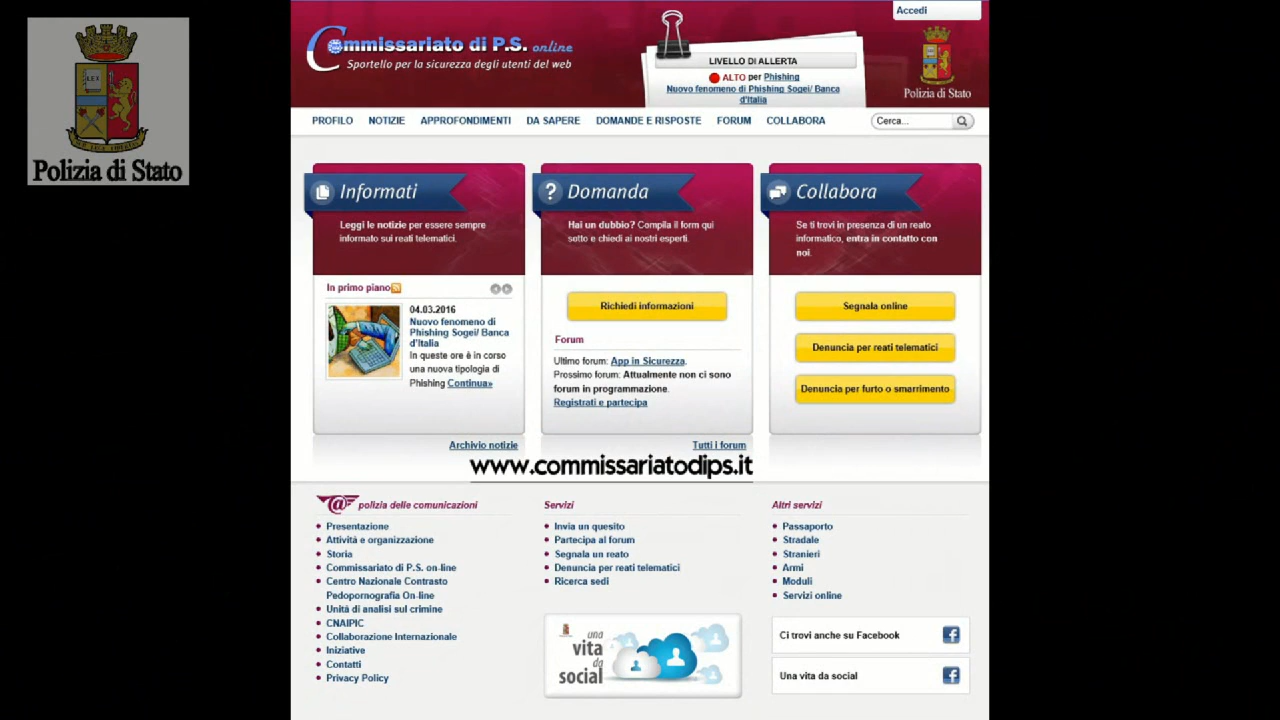 Polizia di Stato
Accedi
Commissariato di P.S. online
Sportello per la sicurezza degli utenti del web
LIVELLO DI ALLERTA
ALTO per Phishing
Nuovo fenomeno di Phishing Sogei/ Banca
d'Italia
Polizia di Stato
PROFILO NOTIZIE APPROFONDIMENTI DA SAPERE DOMANDE E RISPOSTE FORUM COLLABORA
Cerca...
Informati
Leggi le notizie per essere sempre
informato sui reati telematici.
In primo piano
04.03.2016
Nuovo fenomeno di
Phishing Sogei/ Banca
d'Italia
In queste ore è in corso
una nuova tipologia di
Phishing Continua»
Archivio notizie
Domanda
Hai un dubbio? Compila il form qui
sotto e chiedi ai nostri esperti.
Richiedi informazioni
Forum
Ultimo forum: App in Sicurezza.
Prossimo forum: Attualmente non ci sono
forum in programmazione.
Registrati e partecipa
Tutti i forum
Collabora
Se ti trovi in presenza di un reato
informatico, entra in contatto con
noi.
Segnala online
Denuncia per reati telematici
Denuncia per furto o smarrimento
www.commissariatodips.it
polizia delle comunicazioni
Presentazione
Attività e organizzazione
Storia
Commissariato di P.S. on-line
Centro Nazionale Contrasto
Pedopornografia On-line
Unità di analisi sul crimine
CNAIPIC
Collaborazione Internazionale
Iniziative
Contatti
Privacy Policy
Servizi
Invia un quesito
Partecipa al forum
Segnala un reato
Denuncia per reati telematici
Ricerca sedi
una
vita
da
social
Altri servizi
Passaporto
Stradale
Stranieri
Armi
Moduli
Servizi online
Ci trovi anche su Facebook
Una vita da social